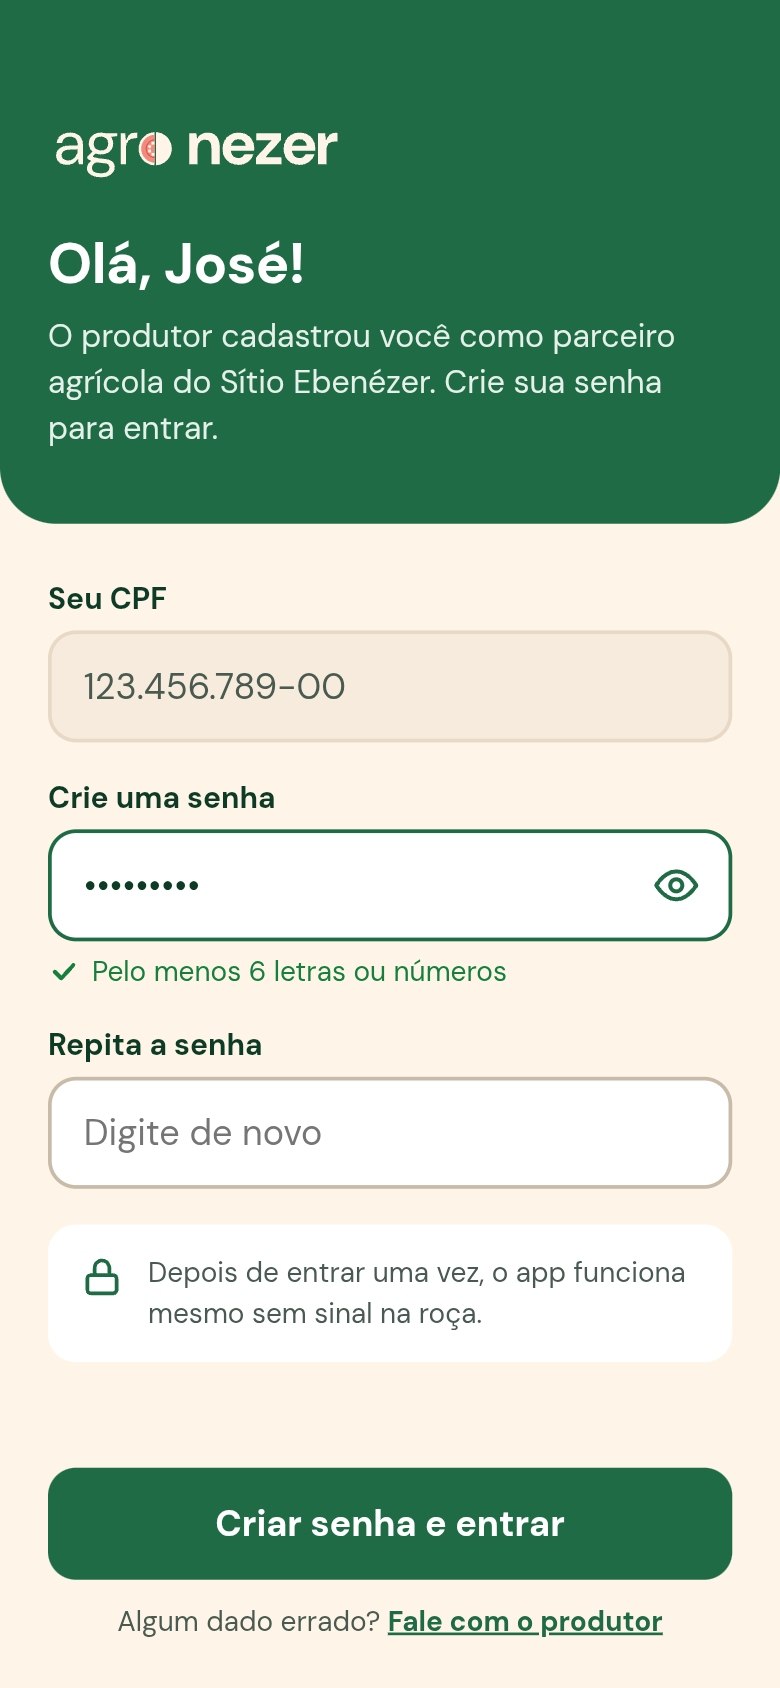 agro nezer
Olá, José!
O produtor cadastrou você como parceiro
agrícola do Sítio Ebenézer. Crie sua senha
para entrar.
Seu CPF
123.456.789-00
Crie uma senha
•••••••••
Pelo menos 6 letras ou números
Repita a senha
Digite de novo
Depois de entrar uma vez, o app funciona
mesmo sem sinal na roça.
Criar senha e entrar
Algum dado errado? Fale com o produtor